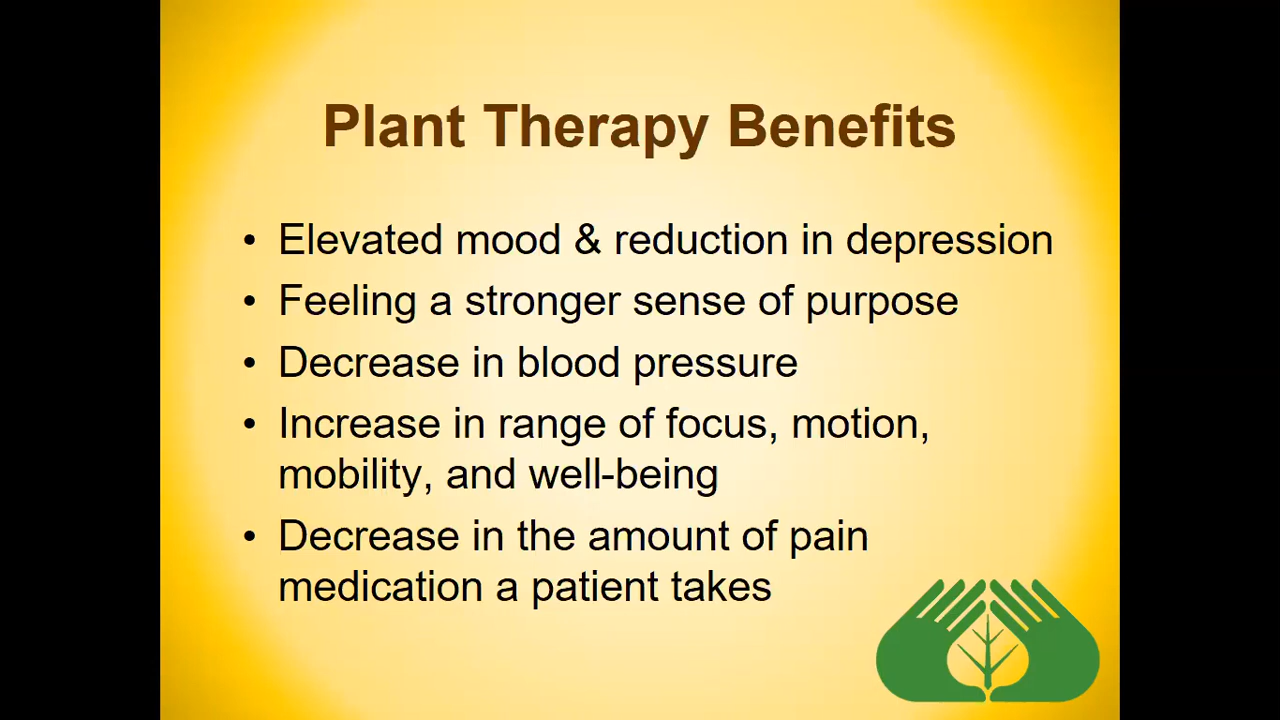 Plant Therapy Benefits
• Elevated mood & reduction in depression
• Feeling a stronger sense of purpose
• Decrease in blood pressure
• Increase in range of focus, motion,
mobility, and well-being
• Decrease in the amount of pain
medication a patient takes